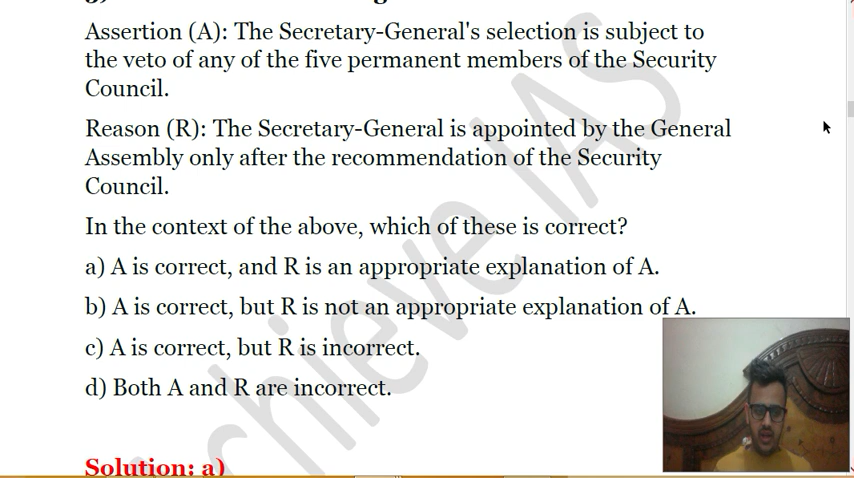 Assertion (A): The Secretary-General's selection is subject to
the veto of any of the five permanent members of the Security
Council.
Reason (R): The Secretary-General is appointed by the General
Assembly only after the recommendation of the Security
Council.
In the context of the above, which of these is correct?
a) A is correct, and R is an appropriate explanation of A.
b) A is correct, but R is not an appropriate explanation of A.
c) A is correct, but R is incorrect.
d) Both A and R are incorrect.
Solution: a)
chieve IAS